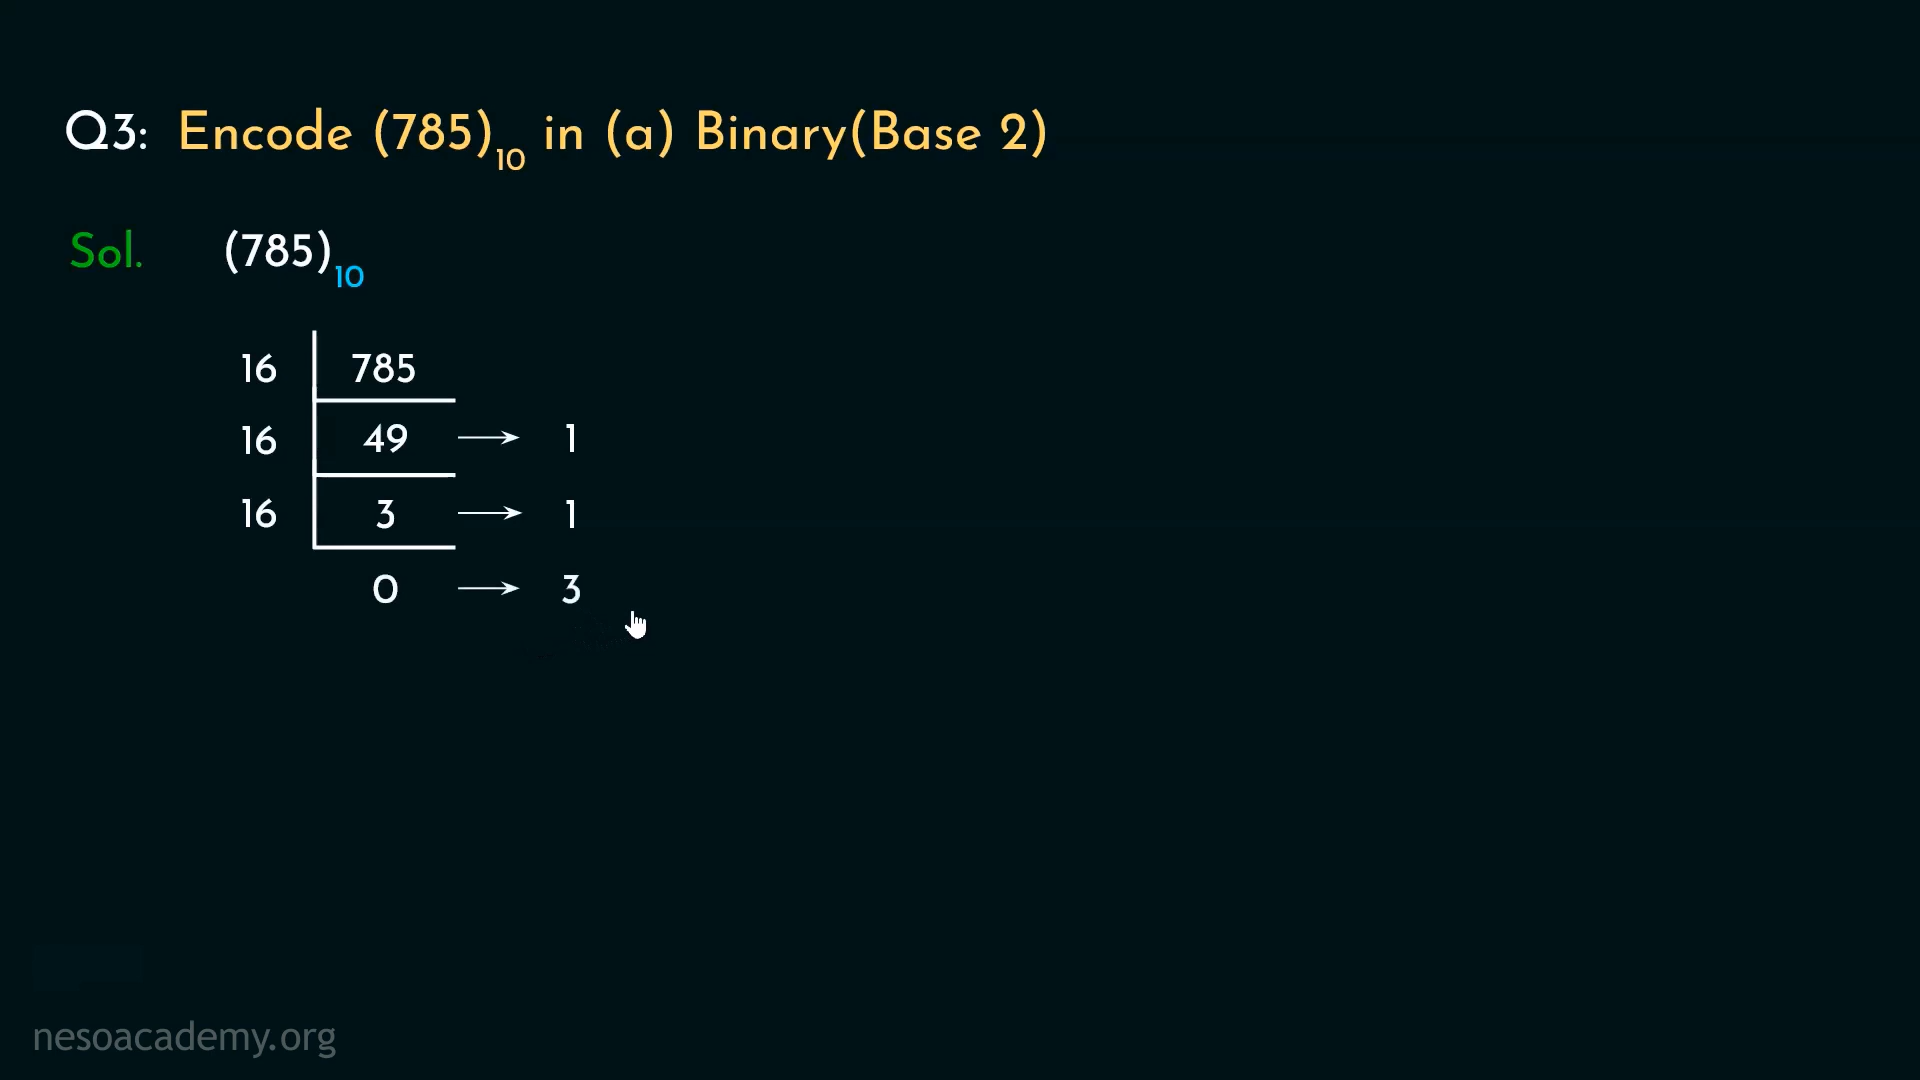 Q3: Encode (785)₁₀ in (a) Binary(Base 2)
Sol. (785)₁₀
16 785
16 49 → 1
16 3 → 1
0 → 3
nesoacademy.org